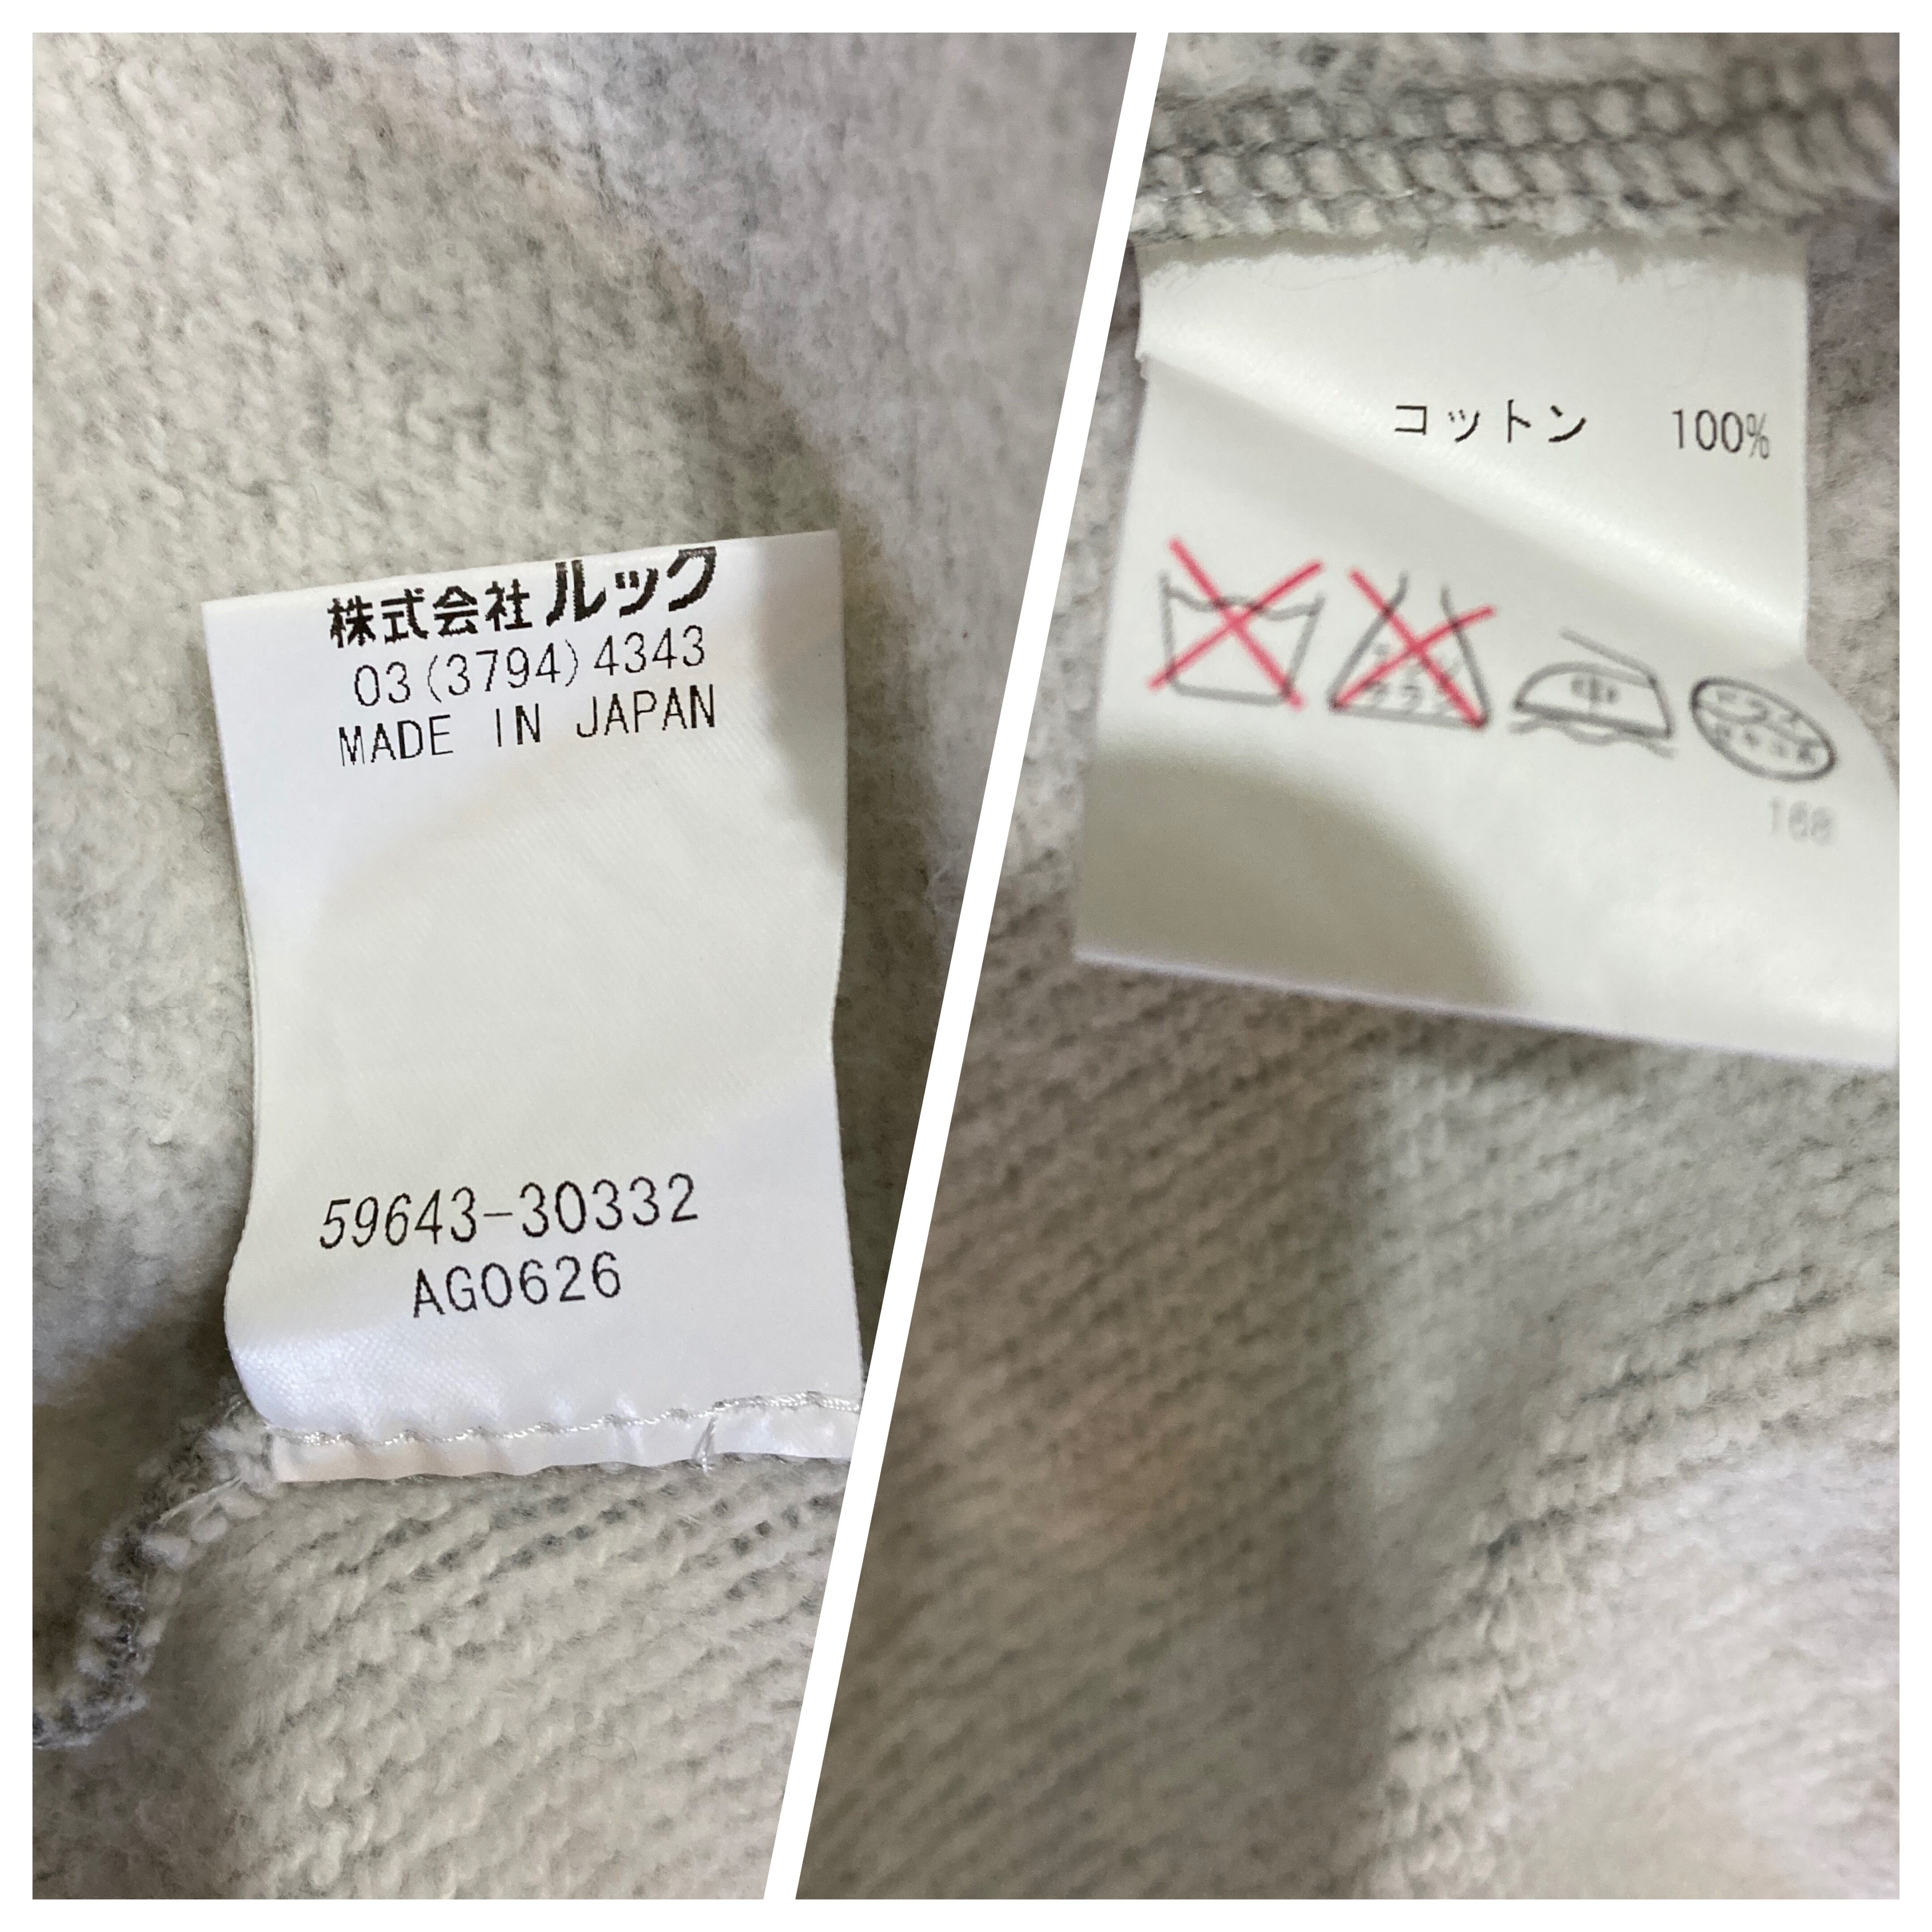 株式会社ルック
03(3794)4343
MADE IN JAPAN
59643-30332
AG0626
コットン 100%
中